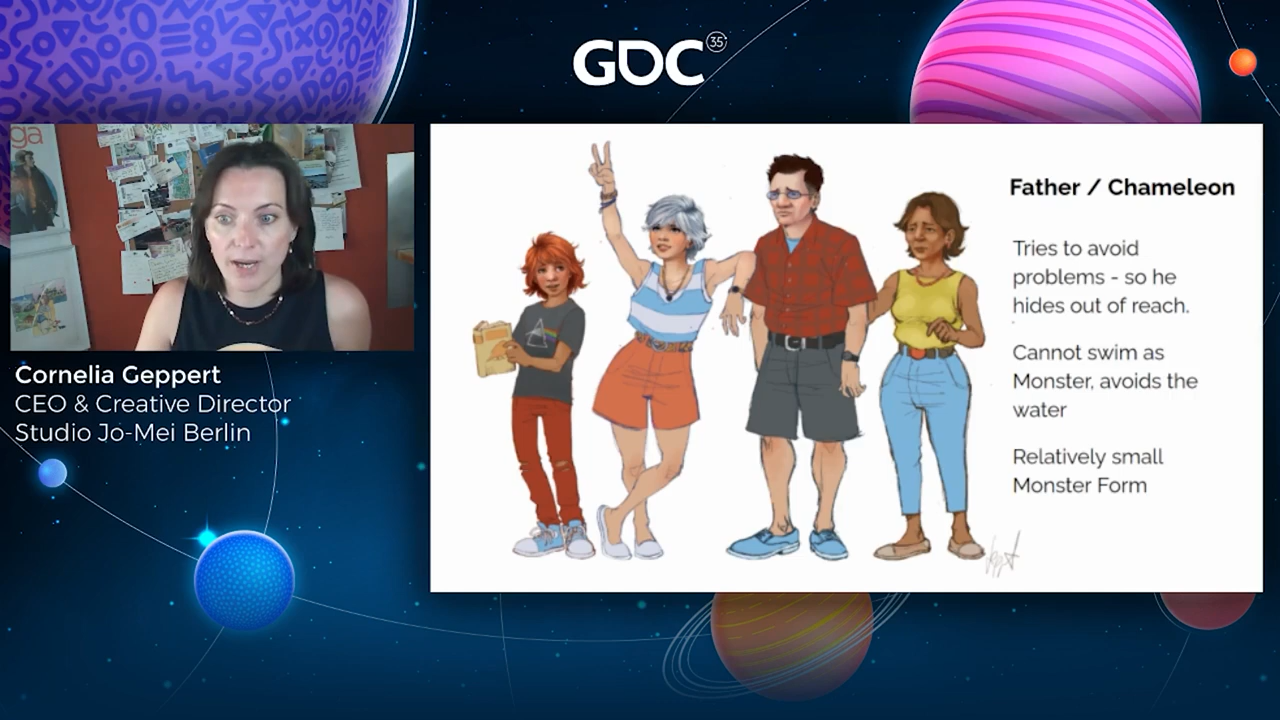 GDC 35
ga
Cornelia Geppert
CEO & Creative Director
Studio Jo-Mei Berlin
Father / Chameleon
Tries to avoid
problems - so he
hides out of reach.
Cannot swim as
Monster, avoids the
water
Relatively small
Monster Form